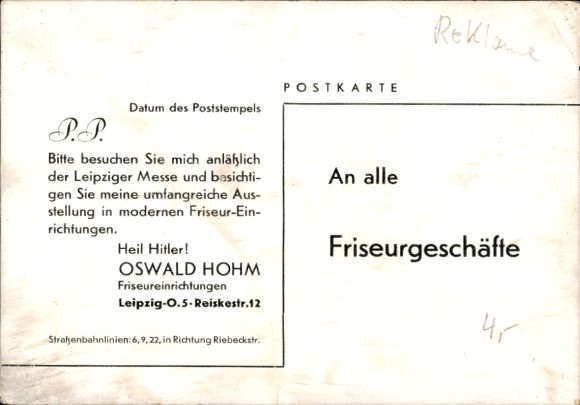 Reklame
POSTKARTE
Datum des Poststempels
P.P.
Bitte besuchen Sie mich anläßlich
der Leipziger Messe und besichti-
gen Sie meine umfangreiche Aus-
stellung in modernen Friseur-Ein-
richtungen.
Heil Hitler!
OSWALD HOHM
Friseureinrichtungen
Leipzig-O.5·Reiskestr.12
Straßenbahnlinien: 6, 9, 22, in Richtung Riebeckstr.
An alle
Friseurgeschäfte
4,-